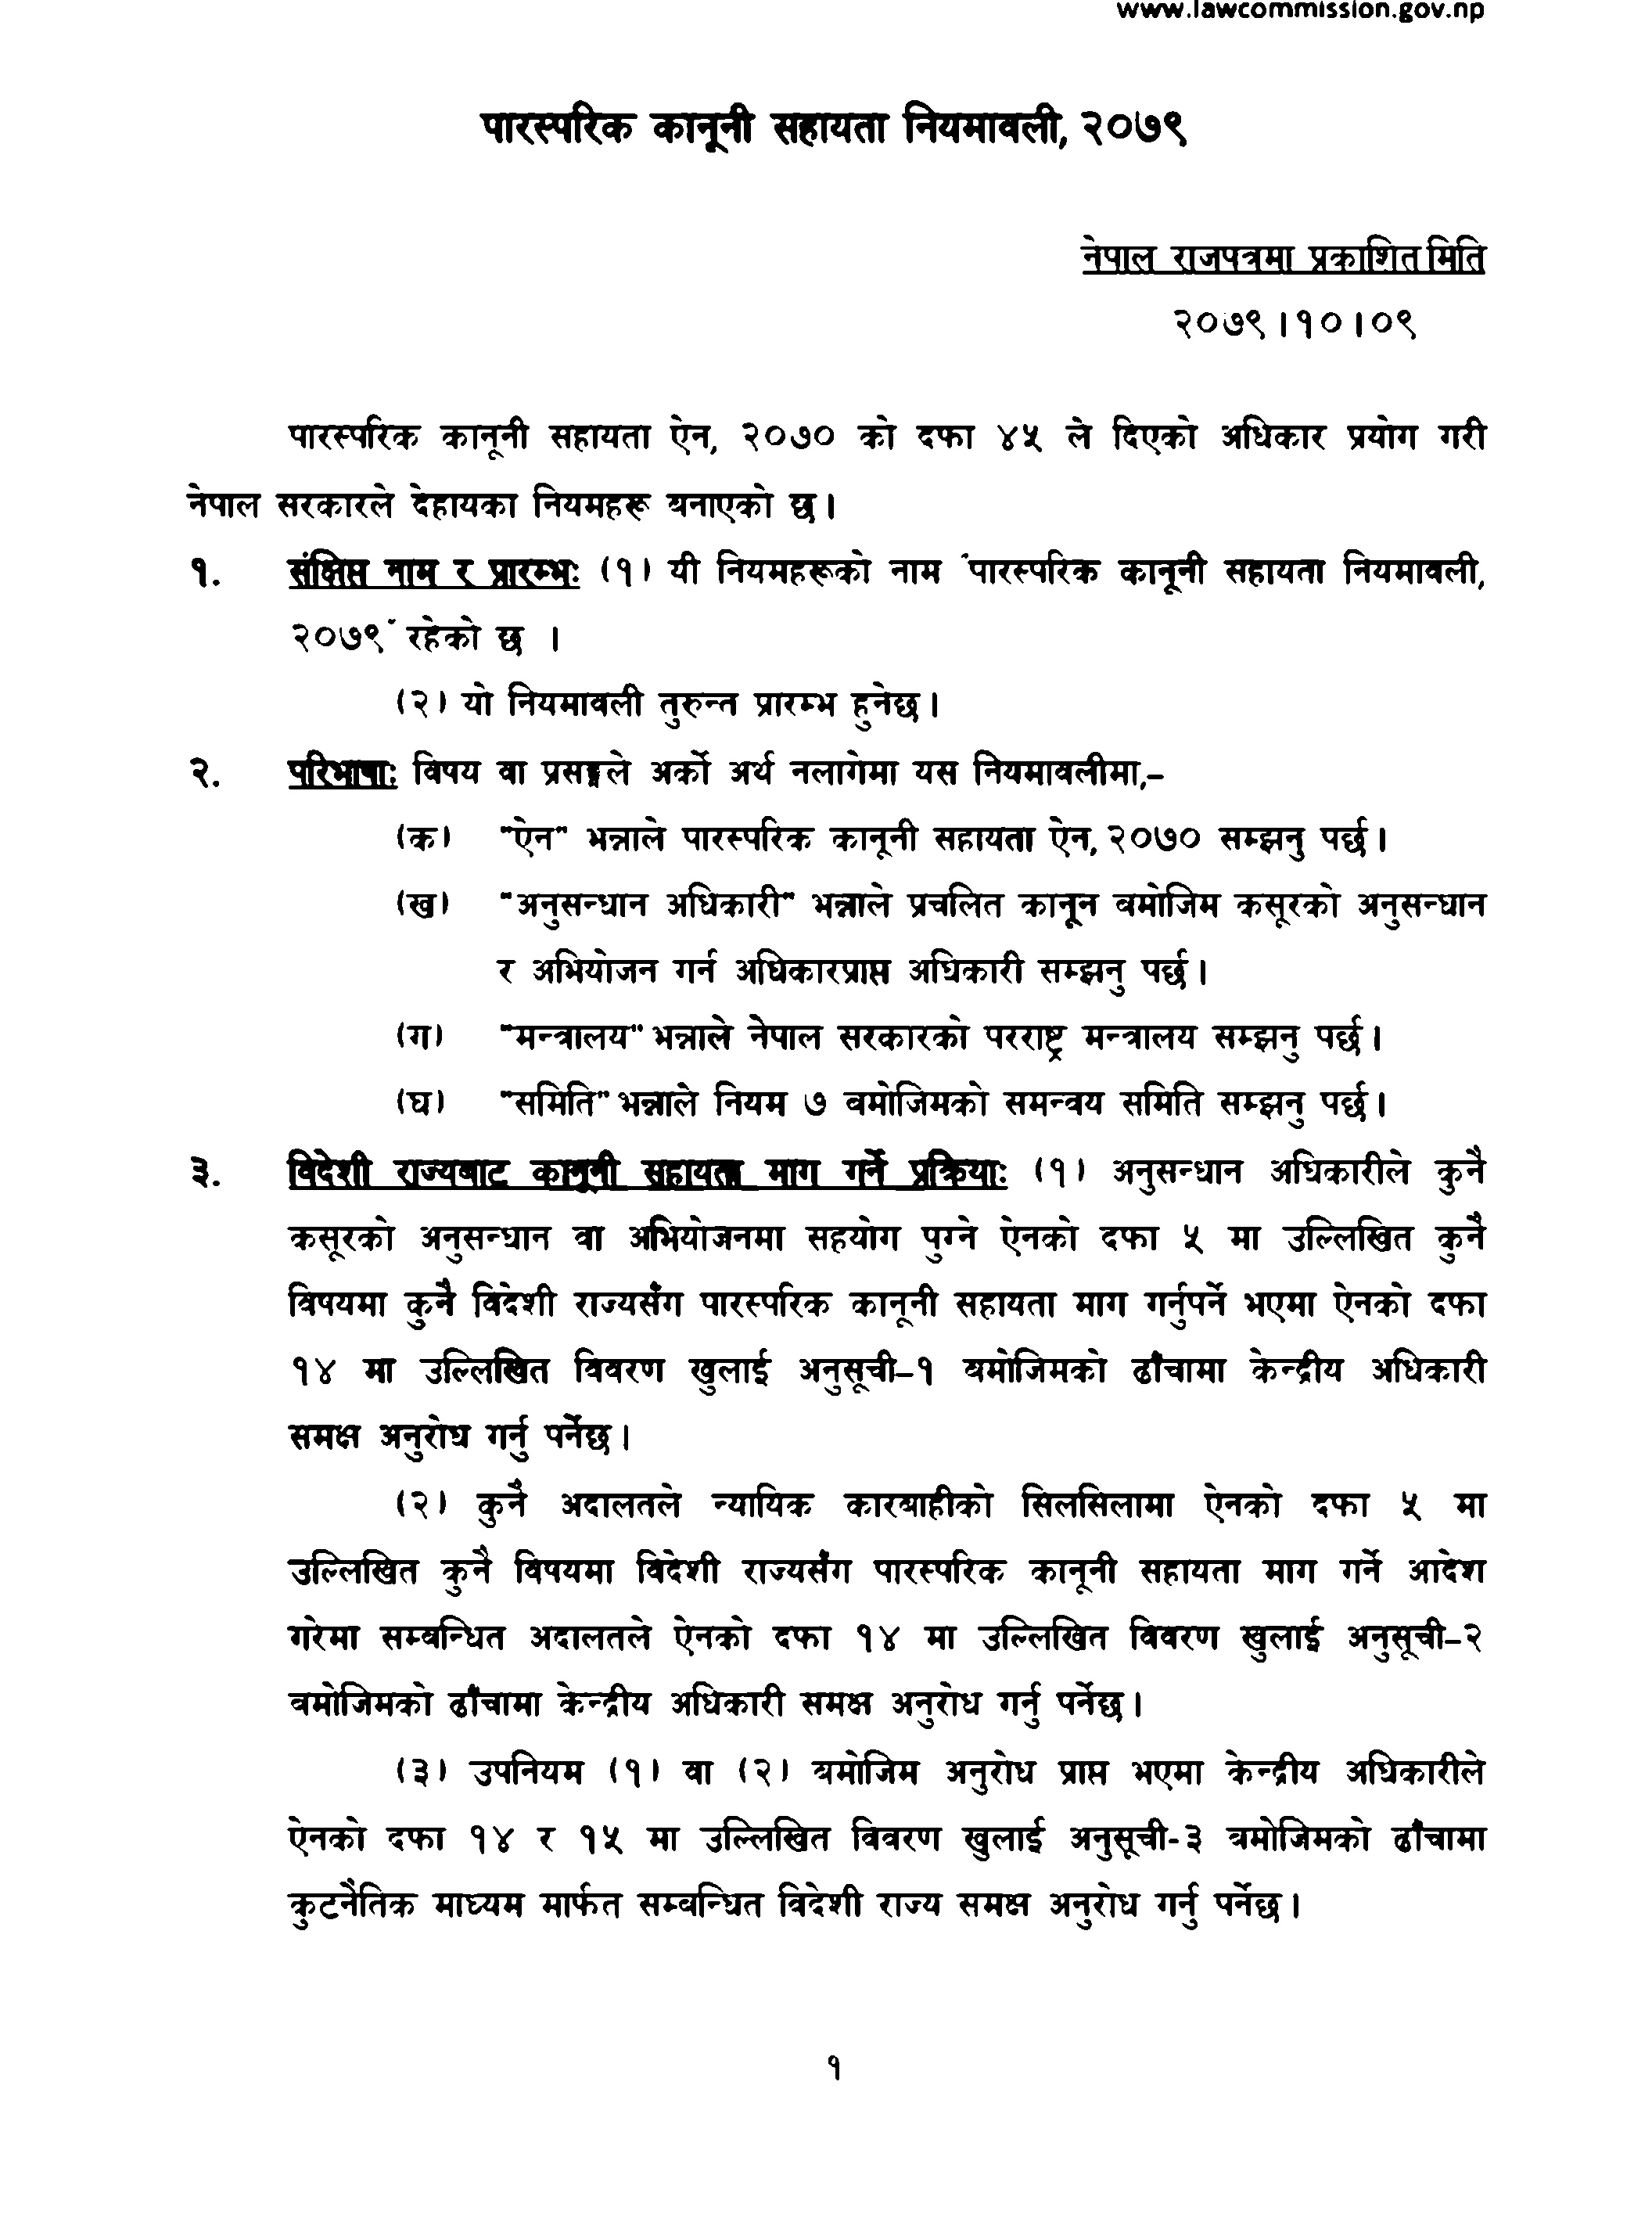 www.lawcommission.gov.np
पारस्परिक कानूनी सहायता नियमावली, २०७९
नेपाल राजपत्रमा प्रकाशित मिति
२०७९।१०।०९
पारस्परिक कानूनी सहायता ऐन, २०७० को दफा ४५ ले दिएको अधिकार प्रयोग गरी
नेपाल सरकारले देहायका नियमहरू बनाएको छ।
१. संक्षिप्त नाम र प्रारम्भः (१) यी नियमहरूको नाम "पारस्परिक कानूनी सहायता नियमावली,
२०७९" रहेको छ ।
(२) यो नियमावली तुरुन्त प्रारम्भ हुनेछ।
२. परिभाषाः विषय वा प्रसङ्गले अर्को अर्थ नलागेमा यस नियमावलीमा,–
(क) "ऐन" भन्नाले पारस्परिक कानूनी सहायता ऐन, २०७० सम्झनु पर्छ।
(ख) "अनुसन्धान अधिकारी" भन्नाले प्रचलित कानून बमोजिम कसूरको अनुसन्धान
र अभियोजन गर्न अधिकारप्राप्त अधिकारी सम्झनु पर्छ।
(ग) "मन्त्रालय" भन्नाले नेपाल सरकारको परराष्ट्र मन्त्रालय सम्झनु पर्छ।
(घ) "समिति" भन्नाले नियम ७ बमोजिमको समन्वय समिति सम्झनु पर्छ।
३. विदेशी राज्यबाट कानूनी सहायता माग गर्ने प्रक्रियाः (१) अनुसन्धान अधिकारीले कुनै
कसूरको अनुसन्धान वा अभियोजनमा सहयोग पुग्ने ऐनको दफा ५ मा उल्लिखित कुनै
विषयमा कुनै विदेशी राज्यसँग पारस्परिक कानूनी सहायता माग गर्नुपर्ने भएमा ऐनको दफा
१४ मा उल्लिखित विवरण खुलाई अनुसूची–१ बमोजिमको ढाँचामा केन्द्रीय अधिकारी
समक्ष अनुरोध गर्नु पर्नेछ।
(२) कुनै अदालतले न्यायिक कारबाहीको सिलसिलामा ऐनको दफा ५ मा
उल्लिखित कुनै विषयमा विदेशी राज्यसँग पारस्परिक कानूनी सहायता माग गर्ने आदेश
गरेमा सम्बन्धित अदालतले ऐनको दफा १४ मा उल्लिखित विवरण खुलाई अनुसूची–२
बमोजिमको ढाँचामा केन्द्रीय अधिकारी समक्ष अनुरोध गर्नु पर्नेछ।
(३) उपनियम (१) वा (२) बमोजिम अनुरोध प्राप्त भएमा केन्द्रीय अधिकारीले
ऐनको दफा १४ र १५ मा उल्लिखित विवरण खुलाई अनुसूची-३ बमोजिमको ढाँचामा
कुटनैतिक माध्यम मार्फत सम्बन्धित विदेशी राज्य समक्ष अनुरोध गर्नु पर्नेछ।
१